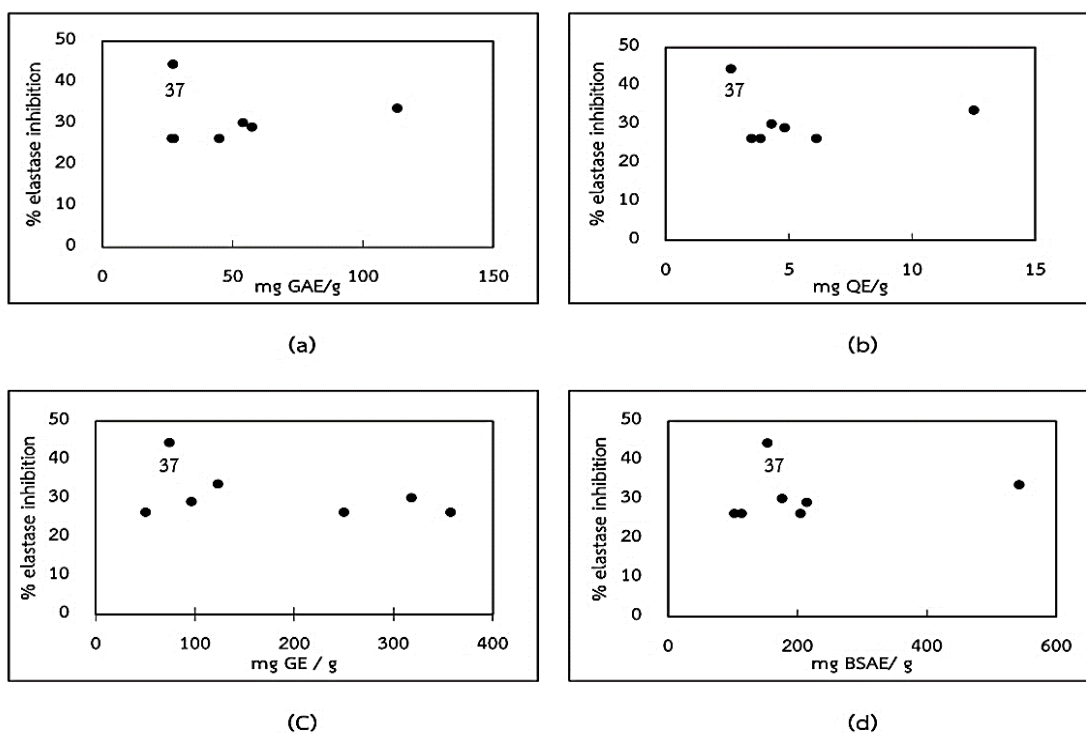 % elastase inhibition
50
40
30
20
10
0
37
0 50 100 150
mg GAE/g
(a)
% elastase inhibition
50
40
30
20
10
0
37
0 5 10 15
mg QE/g
(b)
% elastase inhibition
50
40
30
20
10
0
37
0 100 200 300 400
mg GE / g
(C)
% elastase inhibition
50
40
30
20
10
0
37
0 200 400 600
mg BSAE/ g
(d)